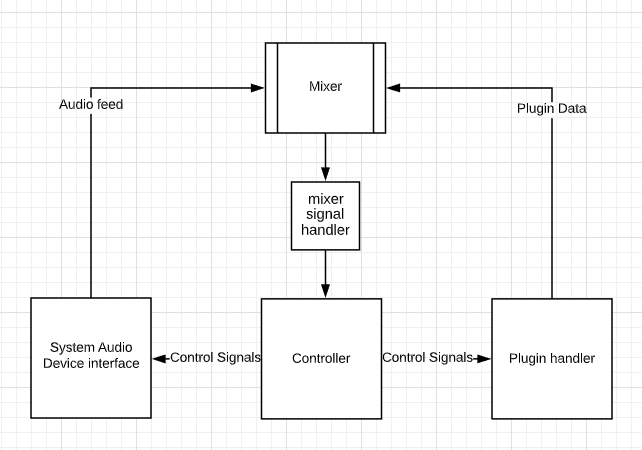 Mixer
Audio feed
Plugin Data
mixer
signal
handler
System Audio
Device interface
Control Signals
Controller
Control Signals
Plugin handler